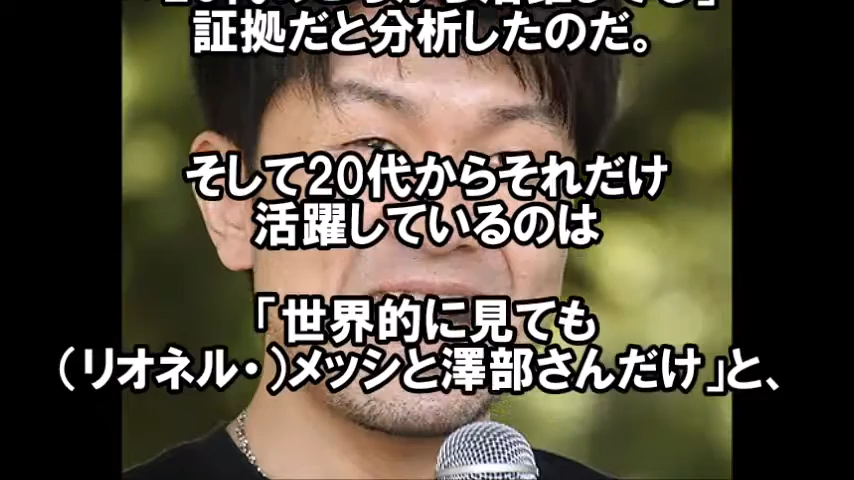 証拠だと分析したのだ。
そして20代からそれだけ
活躍しているのは
「世界的に見ても
（リオネル・）メッシと澤部さんだけ」と、